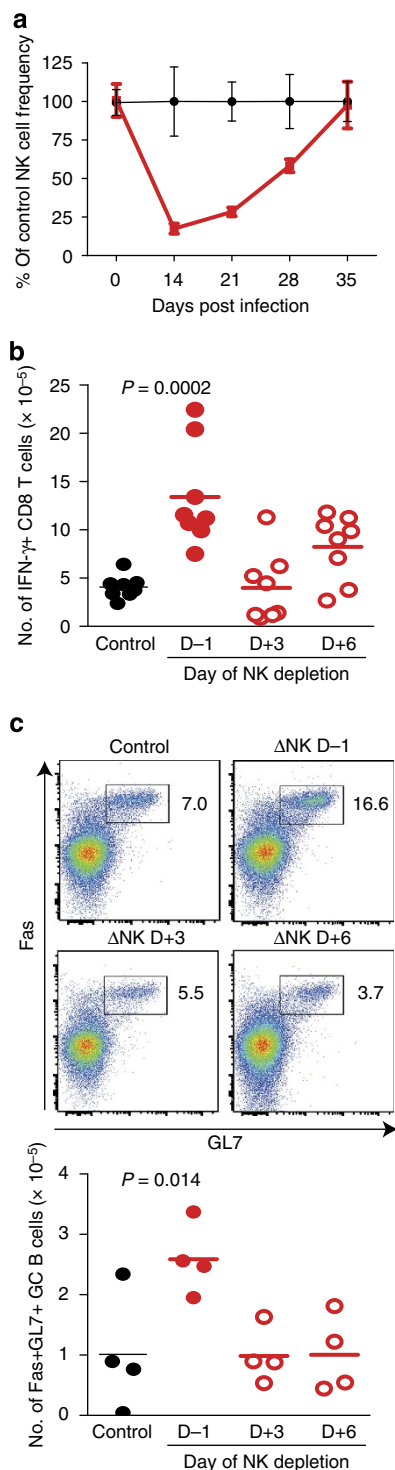 a
% Of control NK cell frequency
125
100
75
50
25
0
0 14 21 28 35
Days post infection
b
No. of IFN-γ+ CD8 T cells (× 10⁻⁵)
P = 0.0002
25
20
15
10
5
0
Control D–1 D+3 D+6
Day of NK depletion
c
Control ΔNK D–1
7.0 16.6
ΔNK D+3 ΔNK D+6
5.5 3.7
Fas
GL7
No. of Fas+GL7+ GC B cells (× 10⁻⁵)
P = 0.014
4
3
2
1
0
Control D–1 D+3 D+6
Day of NK depletion